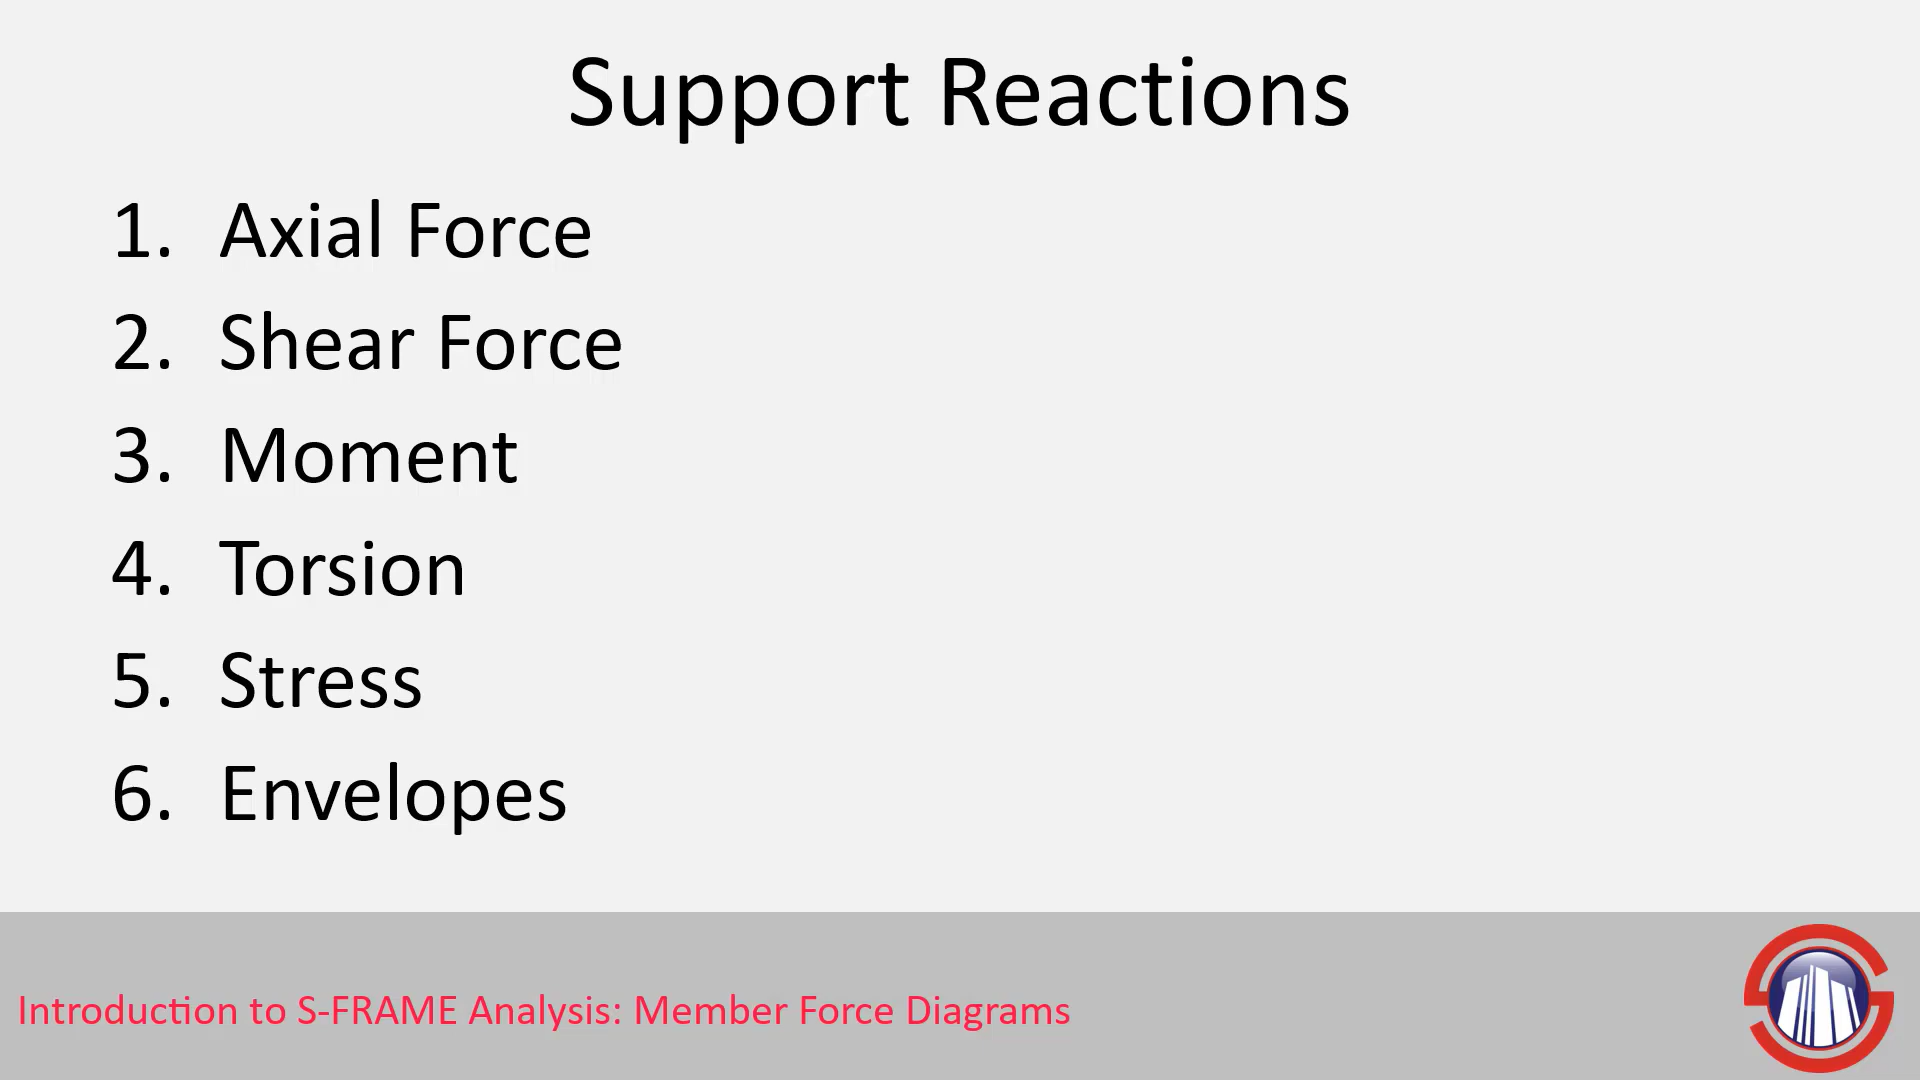 Support Reactions
1. Axial Force
2. Shear Force
3. Moment
4. Torsion
5. Stress
6. Envelopes
Introduction to S-FRAME Analysis: Member Force Diagrams